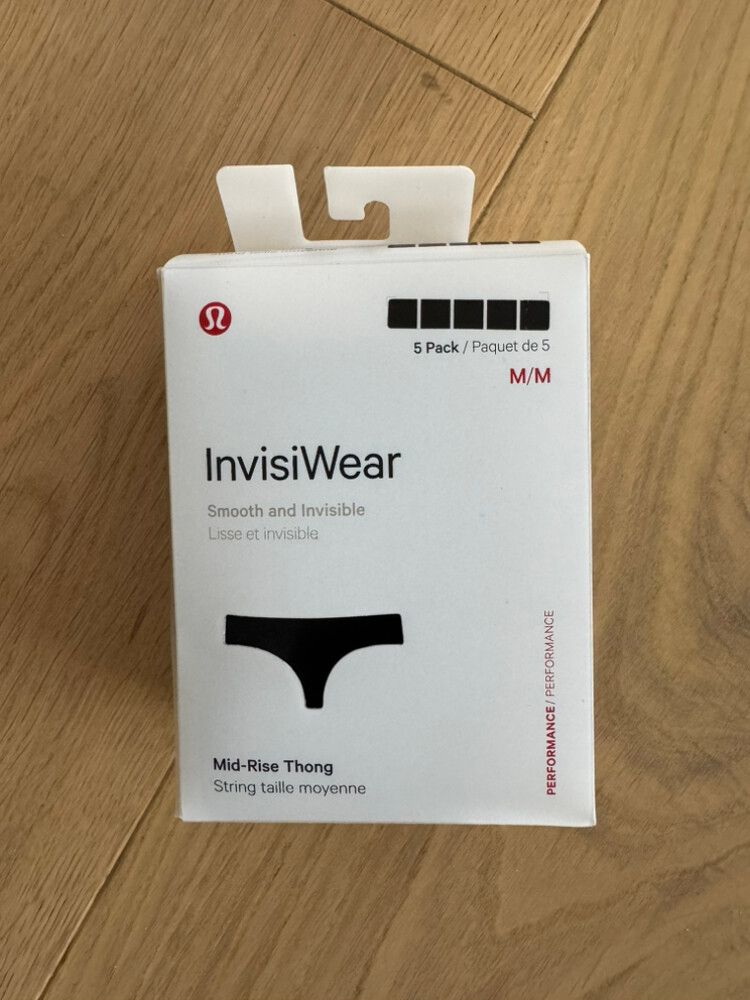 5 Pack / Paquet de 5
M/M
InvisiWear
Smooth and Invisible
Lisse et invisible
PERFORMANCE / PERFORMANCE
Mid-Rise Thong
String taille moyenne